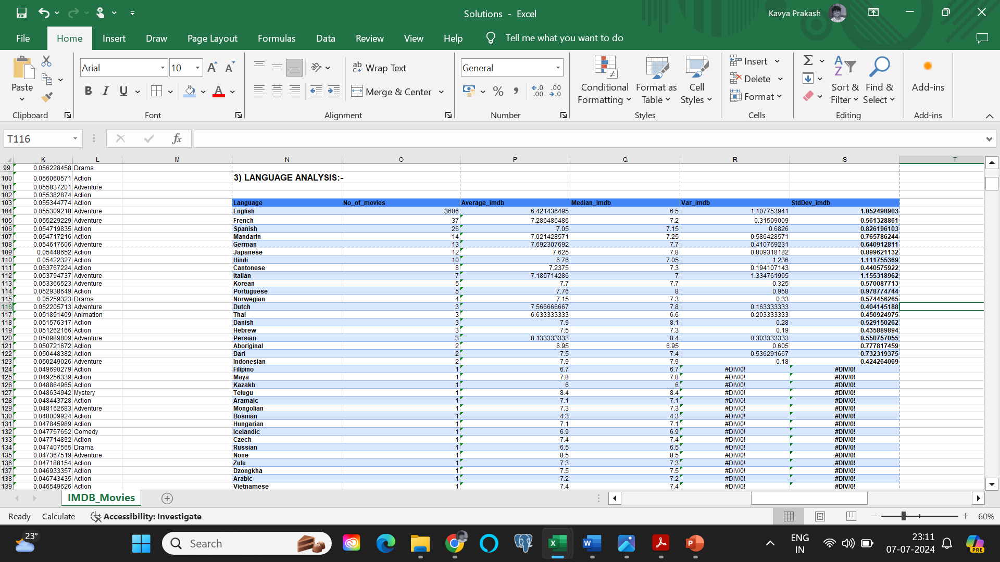 Solutions - Excel
Kavya Prakash
File Home Insert Draw Page Layout Formulas Data Review View Help Tell me what you want to do
Paste
Clipboard
Arial 10
B I U
Font
Wrap Text
Merge & Center
Alignment
General
Number
Conditional Formatting
Format as Table
Cell Styles
Styles
Insert
Delete
Format
Cells
Sort & Filter
Find & Select
Editing
Add-ins
Add-ins
T116
fx
K L M N O P Q R S T
99 0.056228458 Drama
100 0.056060571 Action 3) LANGUAGE ANALYSIS:-
101 0.055837201 Adventure
102 0.055382874 Action
103 0.055344774 Action Language No_of_movies Average_imdb Median_imdb Var_imdb StdDev_imdb
104 0.055309218 Adventure English 3606 6.421436495 6.5 1.107753941 1.052498903
105 0.055229229 Adventure French 37 7.286486486 7.2 0.31509009 0.561328861
106 0.054719835 Action Spanish 26 7.05 7.15 0.6826 0.826196103
107 0.054717216 Action Mandarin 14 7.021428571 7.25 0.586428571 0.765786244
108 0.054617606 Adventure German 13 7.692307692 7.7 0.410769231 0.640912811
109 0.05448652 Action Japanese 12 7.625 7.8 0.809318182 0.899621132
110 0.05422327 Action Hindi 10 6.76 7.05 1.236 1.111755369
111 0.053767224 Action Cantonese 8 7.2375 7.3 0.194107143 0.440575922
112 0.053794737 Adventure Italian 7 7.185714286 7 1.334761905 1.155318962
113 0.053366523 Adventure Korean 5 7.7 7.7 0.325 0.570087713
114 0.052938649 Action Portuguese 5 7.76 8 0.958 0.978774744
115 0.05259323 Drama Norwegian 4 7.15 7.3 0.33 0.574456265
116 0.052205713 Adventure Dutch 3 7.566666667 7.8 0.163333333 0.404145188
117 0.051891409 Animation Thai 3 6.633333333 6.6 0.203333333 0.450924975
118 0.051576317 Action Danish 3 7.9 8.1 0.28 0.529150262
119 0.051262166 Action Hebrew 3 7.5 7.3 0.19 0.435889894
120 0.050989809 Adventure Persian 3 8.133333333 8.4 0.303333333 0.550757055
121 0.050721672 Action Aboriginal 2 6.95 6.95 0.605 0.777817459
122 0.050448382 Action Dari 2 7.5 7.4 0.536291667 0.732319375
123 0.050249026 Adventure Indonesian 2 7.9 7.9 0.18 0.424264069
124 0.049690279 Action Filipino 1 6.7 6.7 #DIV/0! #DIV/0!
125 0.049256339 Action Maya 1 7.8 7.8 #DIV/0! #DIV/0!
126 0.048864965 Action Kazakh 1 6 6 #DIV/0! #DIV/0!
127 0.048634942 Mystery Telugu 1 8.4 8.4 #DIV/0! #DIV/0!
128 0.048443728 Action Aramaic 1 7.1 7.1 #DIV/0! #DIV/0!
129 0.048162683 Adventure Mongolian 1 7.3 7.3 #DIV/0! #DIV/0!
130 0.048009924 Action Bosnian 1 4.3 4.3 #DIV/0! #DIV/0!
131 0.047845989 Action Hungarian 1 7.1 7.1 #DIV/0! #DIV/0!
132 0.047757652 Comedy Icelandic 1 6.9 6.9 #DIV/0! #DIV/0!
133 0.047714892 Action Czech 1 7.4 7.4 #DIV/0! #DIV/0!
134 0.047407565 Drama Russian 1 6.5 6.5 #DIV/0! #DIV/0!
135 0.047367519 Adventure None 1 8.5 8.5 #DIV/0! #DIV/0!
136 0.047188154 Action Zulu 1 7.3 7.3 #DIV/0! #DIV/0!
137 0.046933357 Action Dzongkha 1 7.5 7.5 #DIV/0! #DIV/0!
138 0.046743435 Action Arabic 1 7.2 7.2 #DIV/0! #DIV/0!
139 0.046549626 Action Vietnamese 1 7.4 7.4 #DIV/0! #DIV/0!
IMDB_Movies
Ready Calculate Accessibility: Investigate 60%
23°
Search
ENG
IN
23:11
07-07-2024
PRE